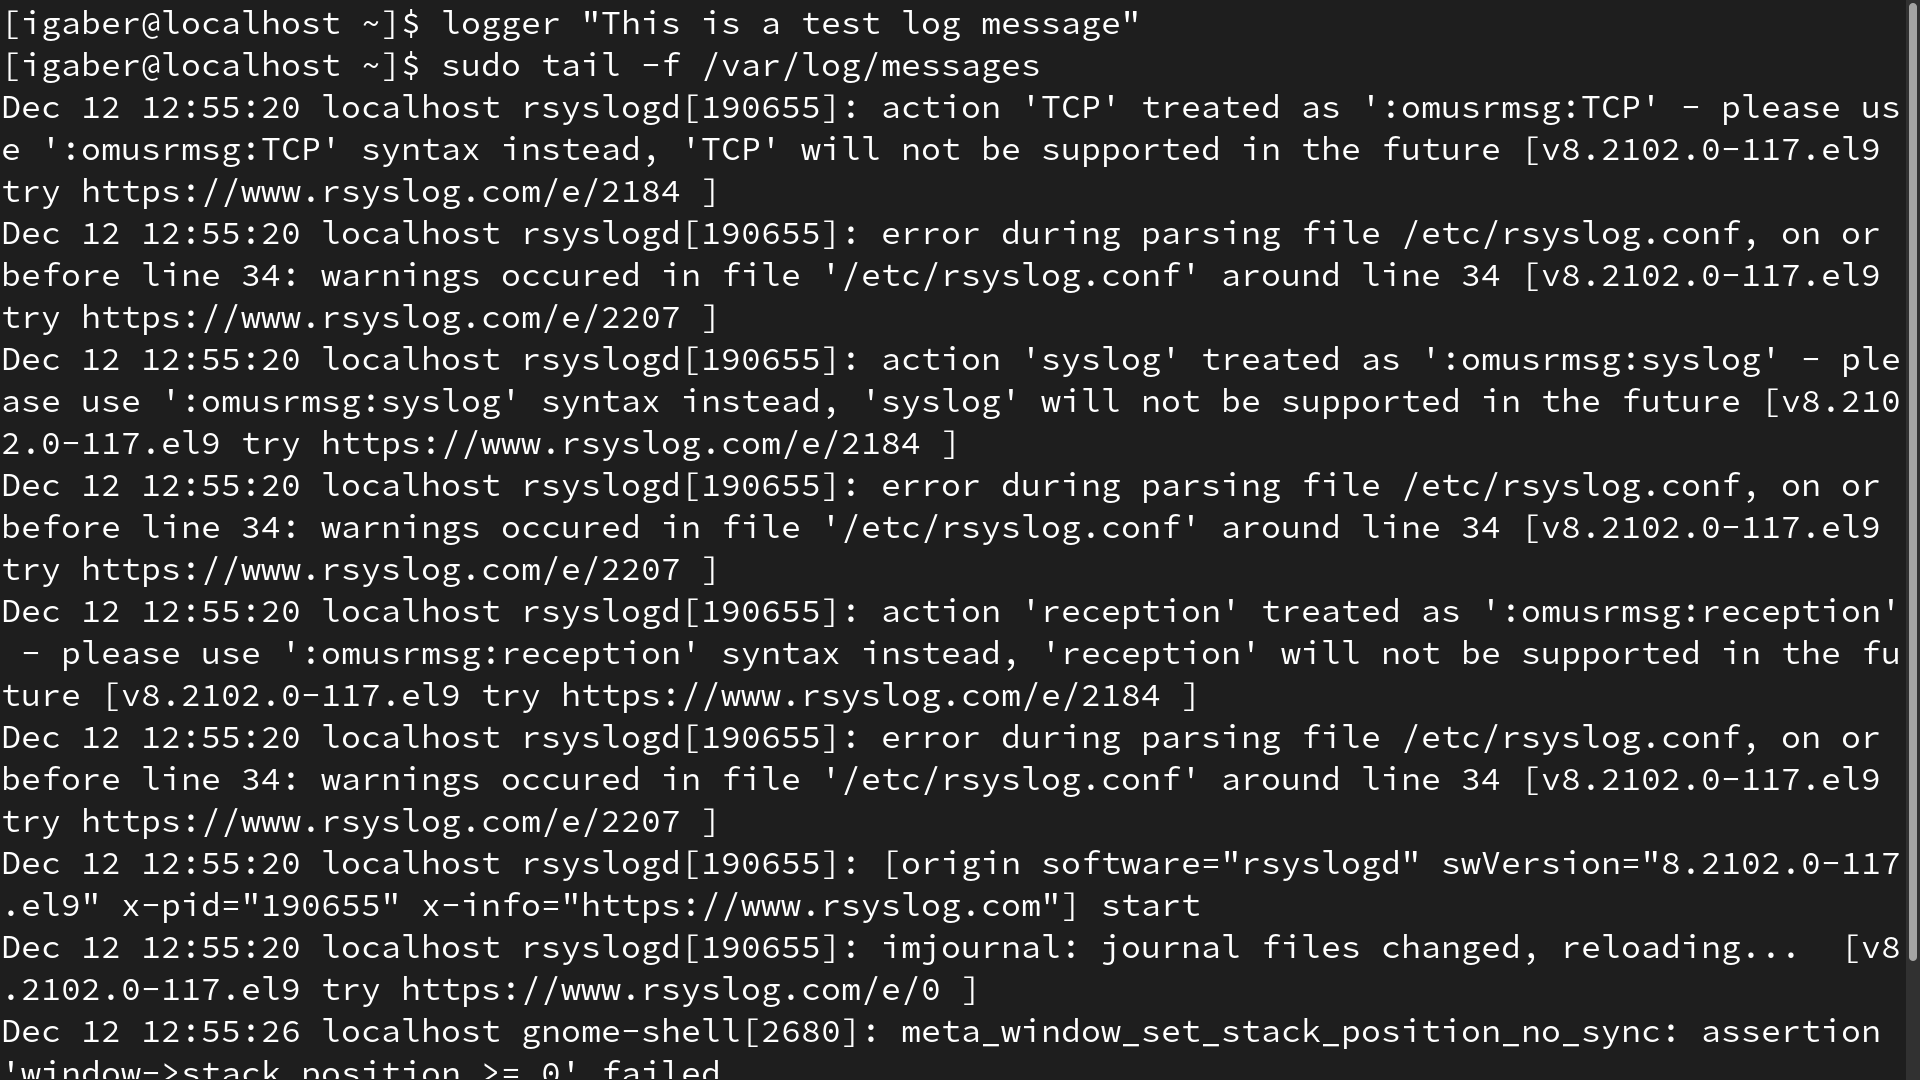 [igaber@localhost ~]$ logger "This is a test log message"
[igaber@localhost ~]$ sudo tail -f /var/log/messages
Dec 12 12:55:20 localhost rsyslogd[190655]: action 'TCP' treated as ':omusrmsg:TCP' - please us
e ':omusrmsg:TCP' syntax instead, 'TCP' will not be supported in the future [v8.2102.0-117.el9
try https://www.rsyslog.com/e/2184 ]
Dec 12 12:55:20 localhost rsyslogd[190655]: error during parsing file /etc/rsyslog.conf, on or
before line 34: warnings occured in file '/etc/rsyslog.conf' around line 34 [v8.2102.0-117.el9
try https://www.rsyslog.com/e/2207 ]
Dec 12 12:55:20 localhost rsyslogd[190655]: action 'syslog' treated as ':omusrmsg:syslog' - ple
ase use ':omusrmsg:syslog' syntax instead, 'syslog' will not be supported in the future [v8.210
2.0-117.el9 try https://www.rsyslog.com/e/2184 ]
Dec 12 12:55:20 localhost rsyslogd[190655]: error during parsing file /etc/rsyslog.conf, on or
before line 34: warnings occured in file '/etc/rsyslog.conf' around line 34 [v8.2102.0-117.el9
try https://www.rsyslog.com/e/2207 ]
Dec 12 12:55:20 localhost rsyslogd[190655]: action 'reception' treated as ':omusrmsg:reception'
 - please use ':omusrmsg:reception' syntax instead, 'reception' will not be supported in the fu
ture [v8.2102.0-117.el9 try https://www.rsyslog.com/e/2184 ]
Dec 12 12:55:20 localhost rsyslogd[190655]: error during parsing file /etc/rsyslog.conf, on or
before line 34: warnings occured in file '/etc/rsyslog.conf' around line 34 [v8.2102.0-117.el9
try https://www.rsyslog.com/e/2207 ]
Dec 12 12:55:20 localhost rsyslogd[190655]: [origin software="rsyslogd" swVersion="8.2102.0-117
.el9" x-pid="190655" x-info="https://www.rsyslog.com"] start
Dec 12 12:55:20 localhost rsyslogd[190655]: imjournal: journal files changed, reloading...  [v8
.2102.0-117.el9 try https://www.rsyslog.com/e/0 ]
Dec 12 12:55:26 localhost gnome-shell[2680]: meta_window_set_stack_position_no_sync: assertion
'window->stack_position >= 0' failed